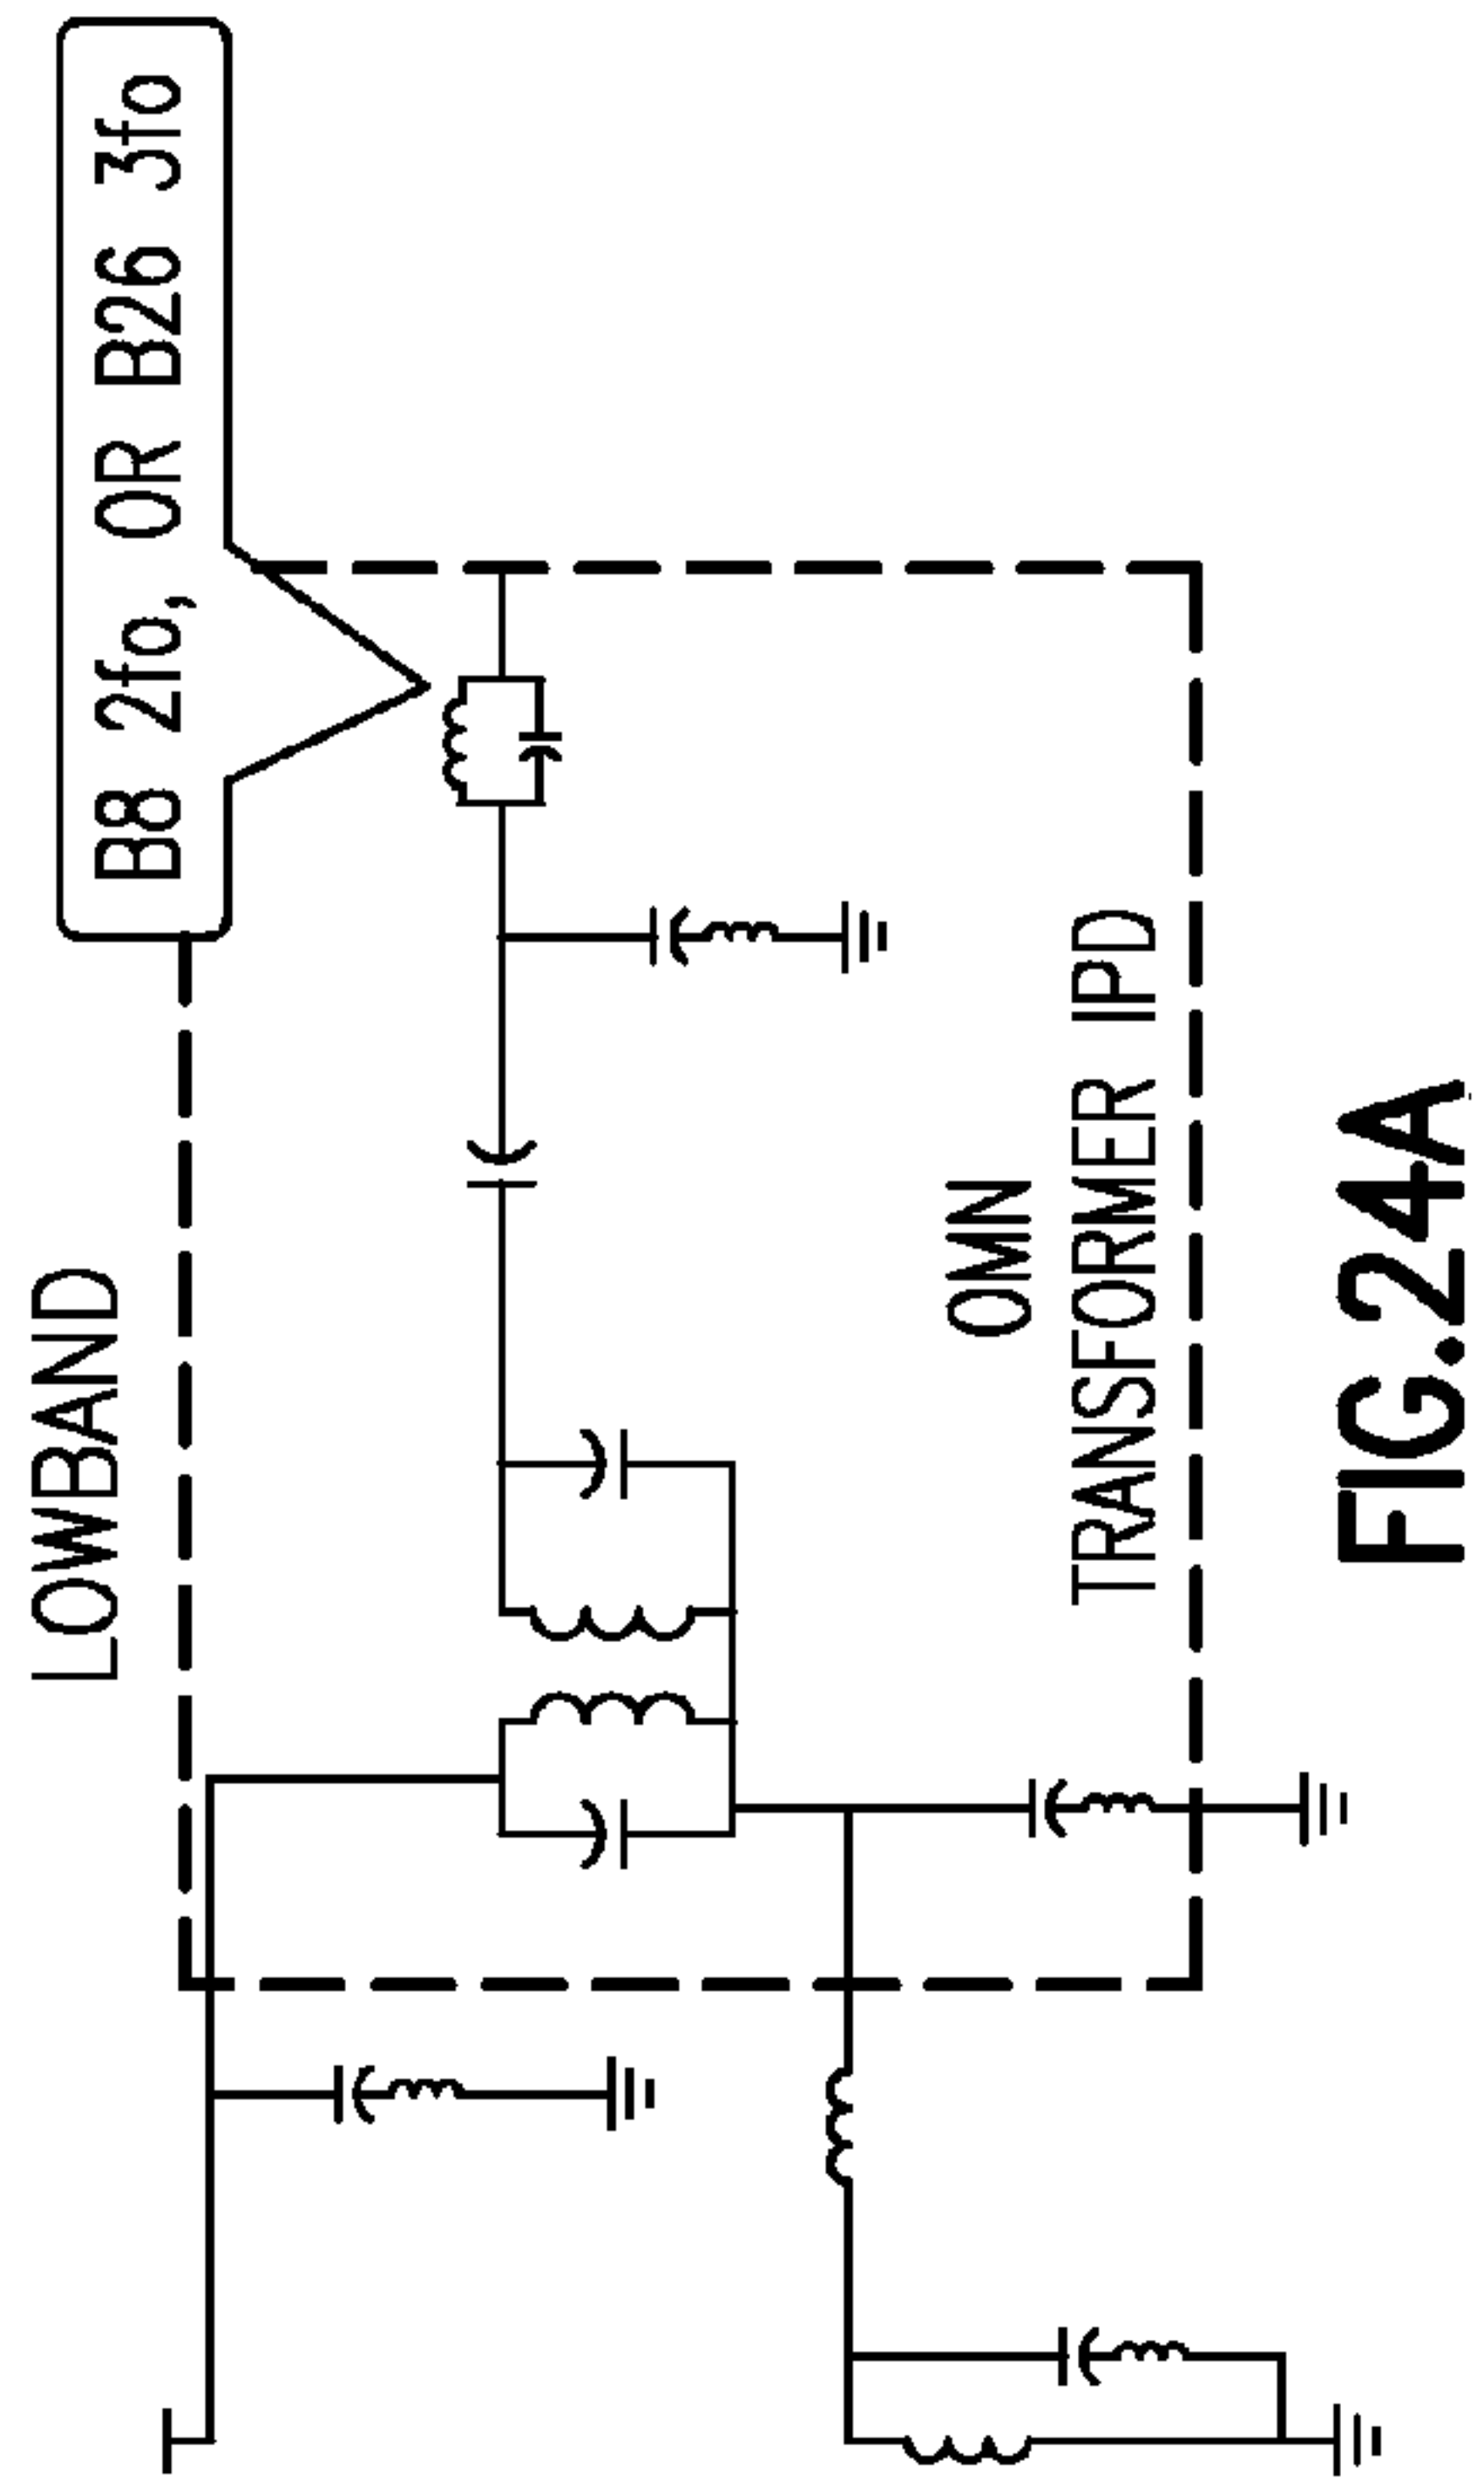 LOWBAND
B8 2fo, OR B26 3fo
OMN
TRANSFORMER IPD
FIG.24A